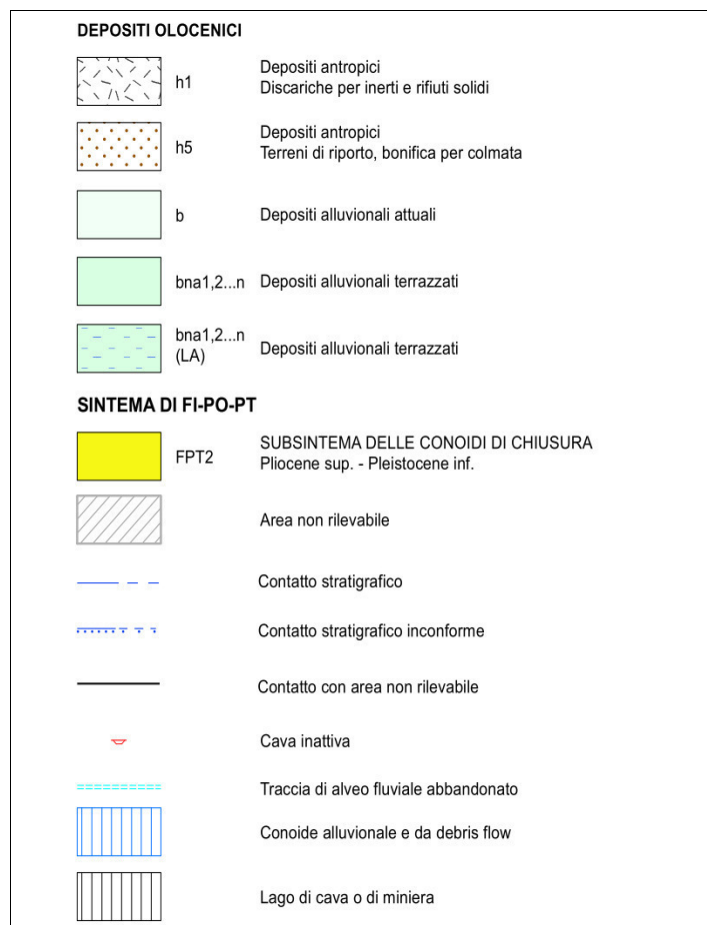 DEPOSITI OLOCENICI
h1
Depositi antropici
Discariche per inerti e rifiuti solidi
h5
Depositi antropici
Terreni di riporto, bonifica per colmata
b
Depositi alluvionali attuali
bna1,2...n
Depositi alluvionali terrazzati
bna1,2...n
(LA)
Depositi alluvionali terrazzati
SINTEMA DI FI-PO-PT
FPT2
SUBSINTEMA DELLE CONOIDI DI CHIUSURA
Pliocene sup. - Pleistocene inf.
Area non rilevabile
Contatto stratigrafico
Contatto stratigrafico inconforme
Contatto con area non rilevabile
Cava inattiva
Traccia di alveo fluviale abbandonato
Conoide alluvionale e da debris flow
Lago di cava o di miniera